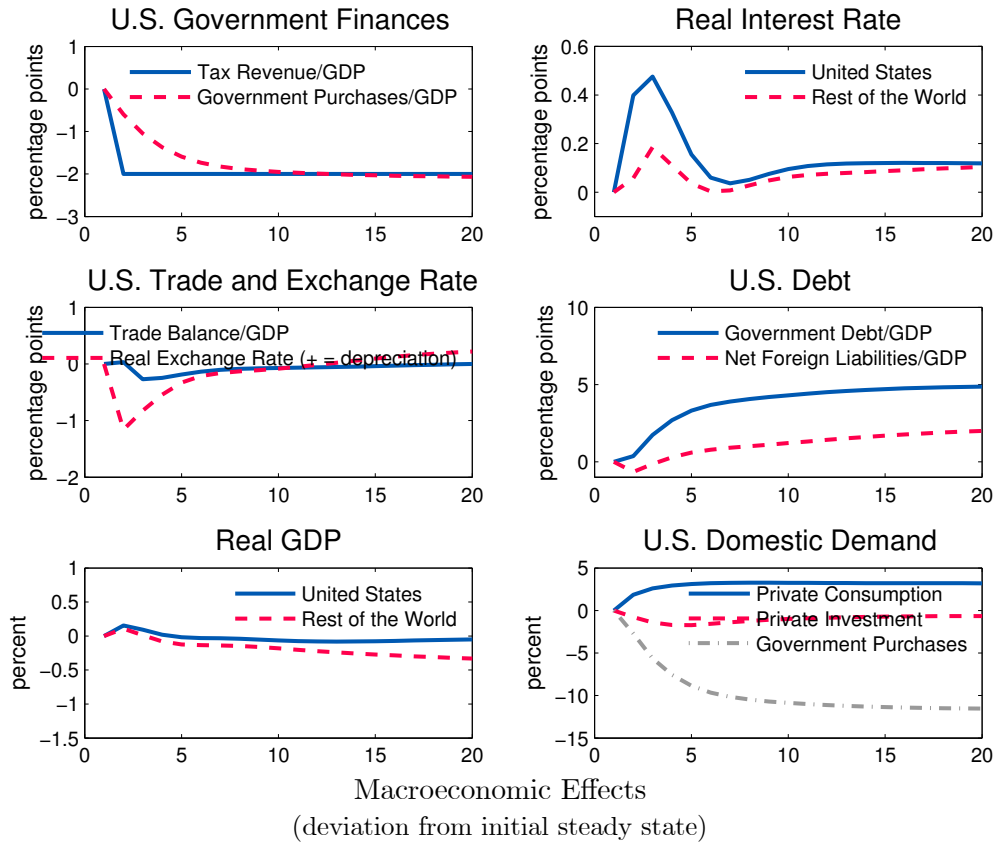 U.S. Government Finances
percentage points
1
0
−1
−2
−3
Tax Revenue/GDP
Government Purchases/GDP
0 5 10 15 20
Real Interest Rate
percentage points
0.6
0.4
0.2
0
United States
Rest of the World
0 5 10 15 20
U.S. Trade and Exchange Rate
percentage points
1
0
−1
−2
Trade Balance/GDP
Real Exchange Rate (+ = depreciation)
0 5 10 15 20
U.S. Debt
percentage points
10
5
0
Government Debt/GDP
Net Foreign Liabilities/GDP
0 5 10 15 20
Real GDP
percent
1
0.5
0
−0.5
−1
−1.5
United States
Rest of the World
0 5 10 15 20
U.S. Domestic Demand
percent
5
0
−5
−10
−15
Private Consumption
Private Investment
Government Purchases
0 5 10 15 20
Macroeconomic Effects
(deviation from initial steady state)